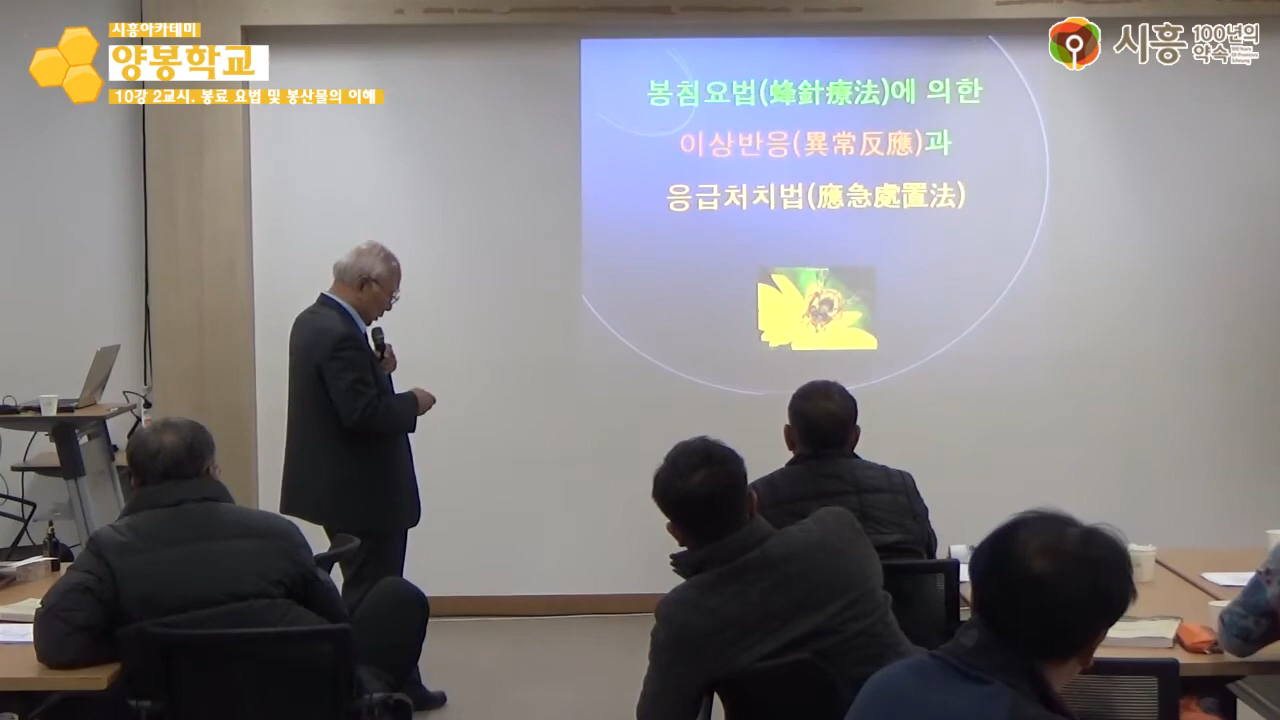 시흥아카데미
양봉학교
10강 2교시. 봉료 요법 및 봉산물의 이해
시흥 100년의 약속
봉침요법(蜂針療法)에 의한
이상반응(異常反應)과
응급처치법(應急處置法)